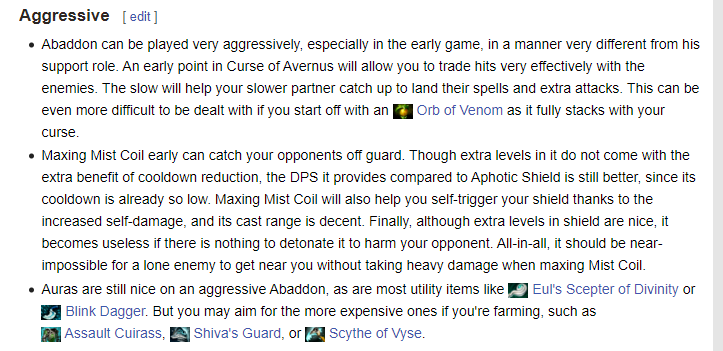 Aggressive [ edit ]
• Abaddon can be played very aggressively, especially in the early game, in a manner very different from his
support role. An early point in Curse of Avernus will allow you to trade hits very effectively with the
enemies. The slow will help your slower partner catch up to land their spells and extra attacks. This can be
even more difficult to be dealt with if you start off with an Orb of Venom as it fully stacks with your
curse.
• Maxing Mist Coil early can catch your opponents off guard. Though extra levels in it do not come with the
extra benefit of cooldown reduction, the DPS it provides compared to Aphotic Shield is still better, since its
cooldown is already so low. Maxing Mist Coil will also help you self-trigger your shield thanks to the
increased self-damage, and its cast range is decent. Finally, although extra levels in shield are nice, it
becomes useless if there is nothing to detonate it to harm your opponent. All-in-all, it should be near-
impossible for a lone enemy to get near you without taking heavy damage when maxing Mist Coil.
• Auras are still nice on an aggressive Abaddon, as are most utility items like Eul's Scepter of Divinity or
Blink Dagger. But you may aim for the more expensive ones if you're farming, such as
Assault Cuirass, Shiva's Guard, or Scythe of Vyse.